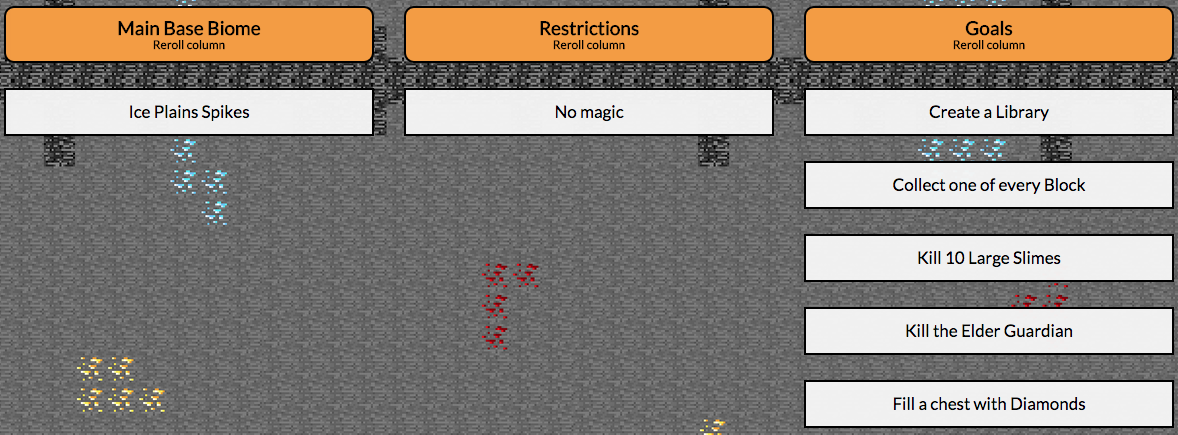 Main Base Biome
Reroll column
Ice Plains Spikes
Restrictions
Reroll column
No magic
Goals
Reroll column
Create a Library
Collect one of every Block
Kill 10 Large Slimes
Kill the Elder Guardian
Fill a chest with Diamonds